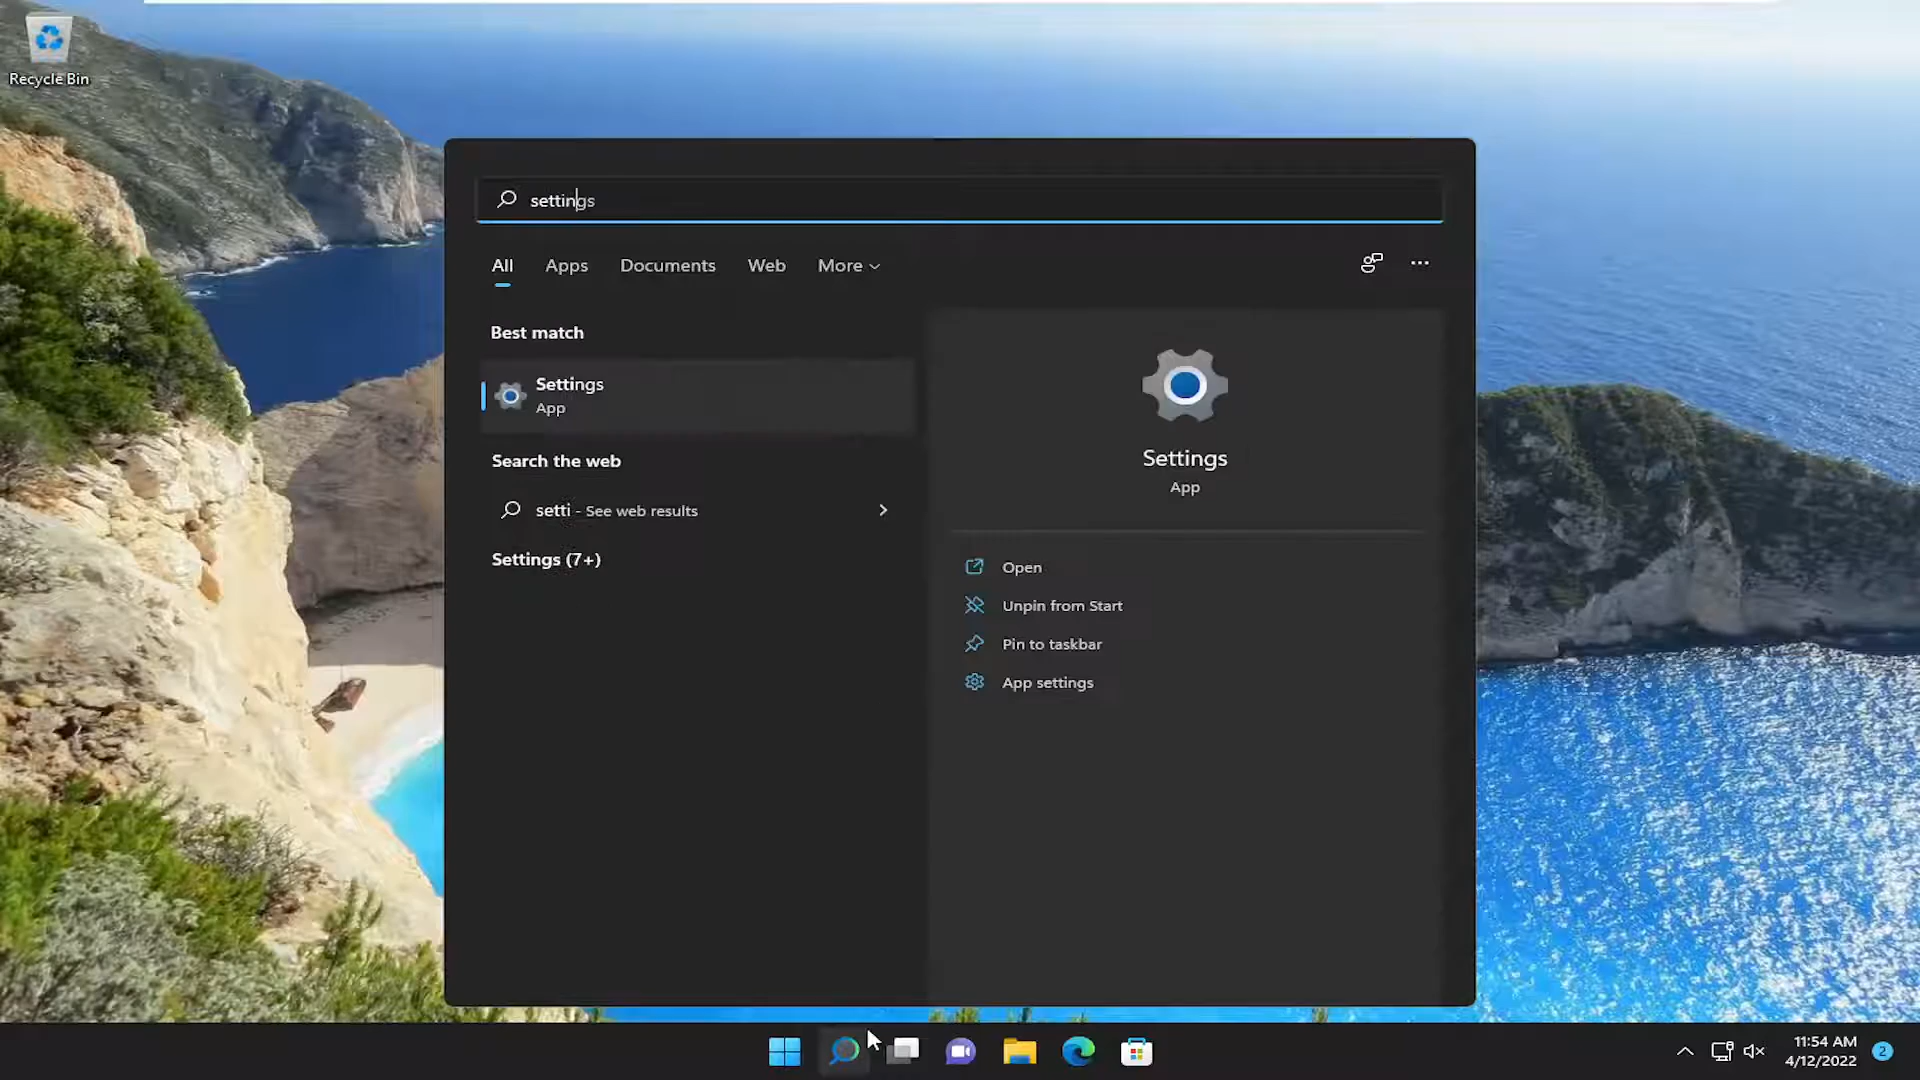 Recycle Bin
settings
All Apps Documents Web More
Best match
Settings
App
Search the web
setti - See web results
Settings (7+)
Settings
App
Open
Unpin from Start
Pin to taskbar
App settings
11:54 AM
4/12/2022
2